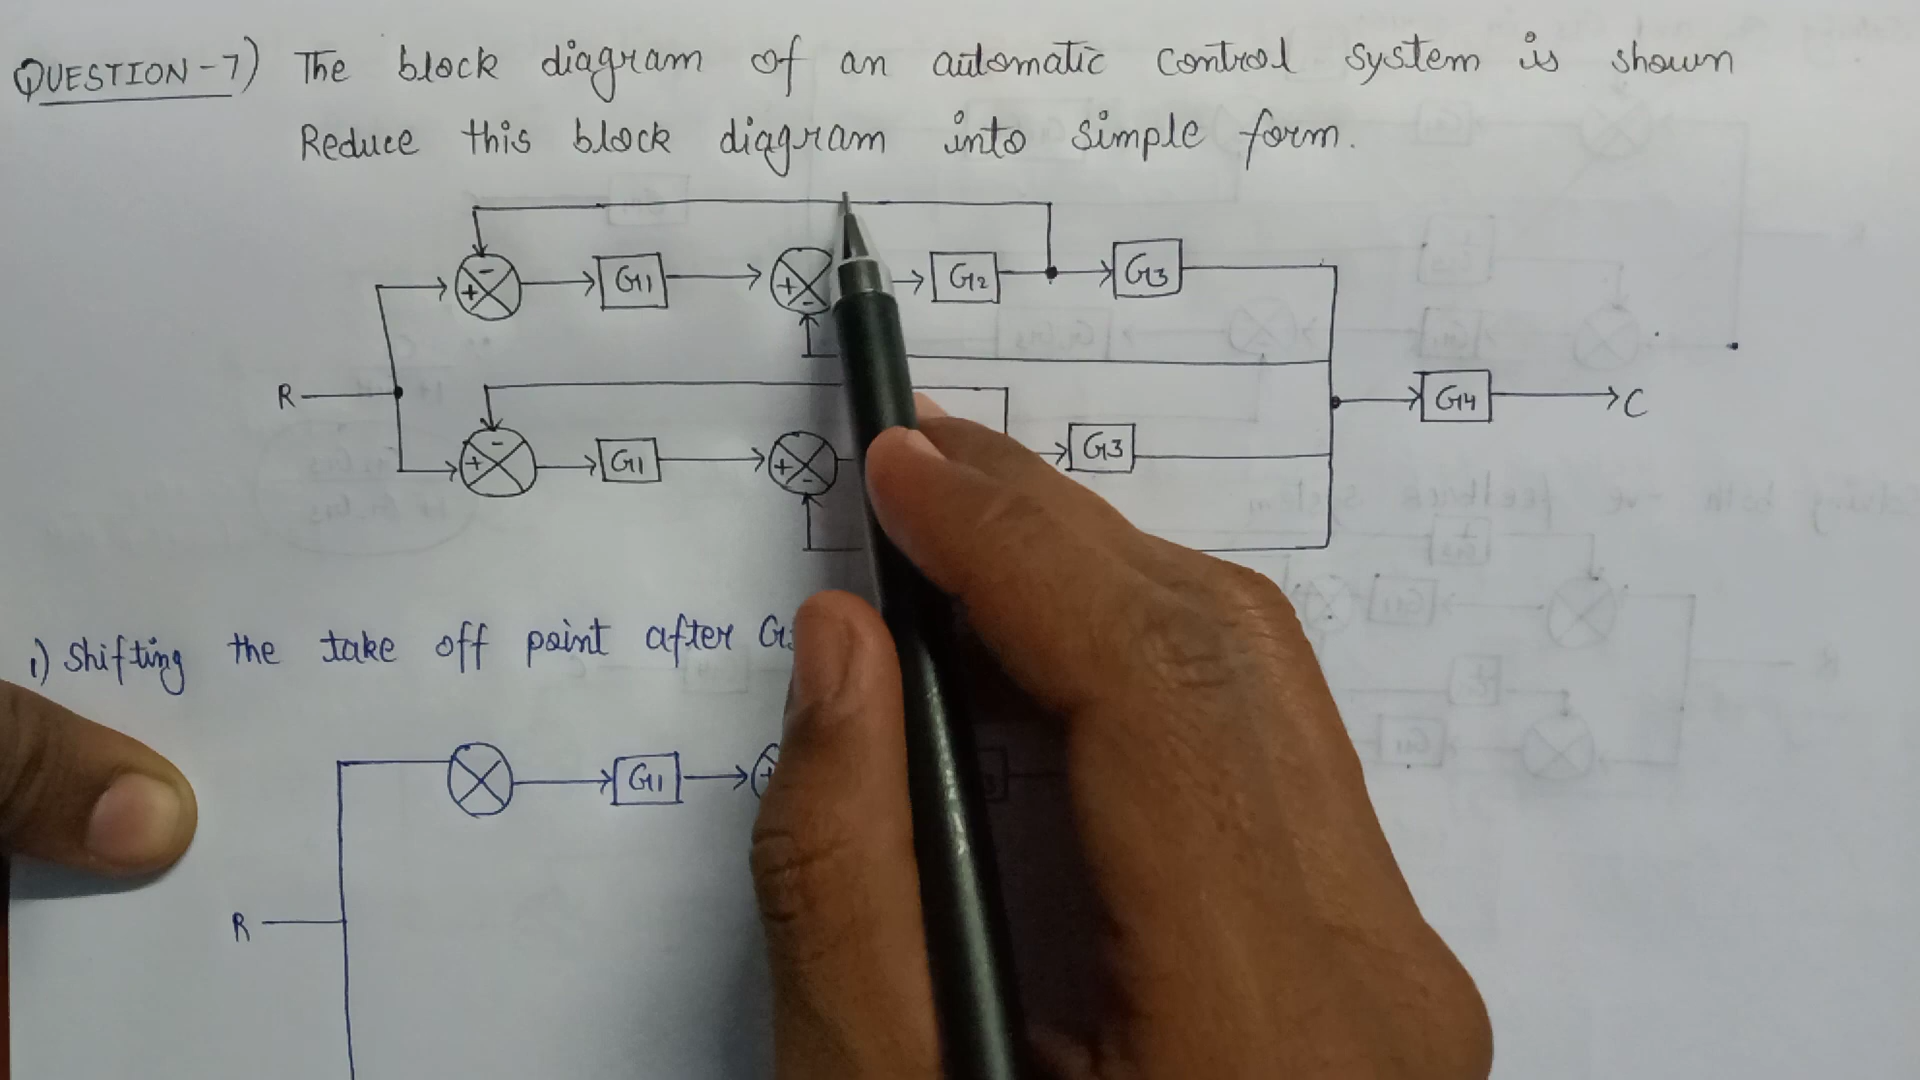 QUESTION-7) The block diagram of an automatic control system is shown
Reduce this block diagram into simple form.
- G1 - G2 G3
+ + -
R G4 C
- G1 G3
+ + -
1) Shifting the take off point after
G1 +
R